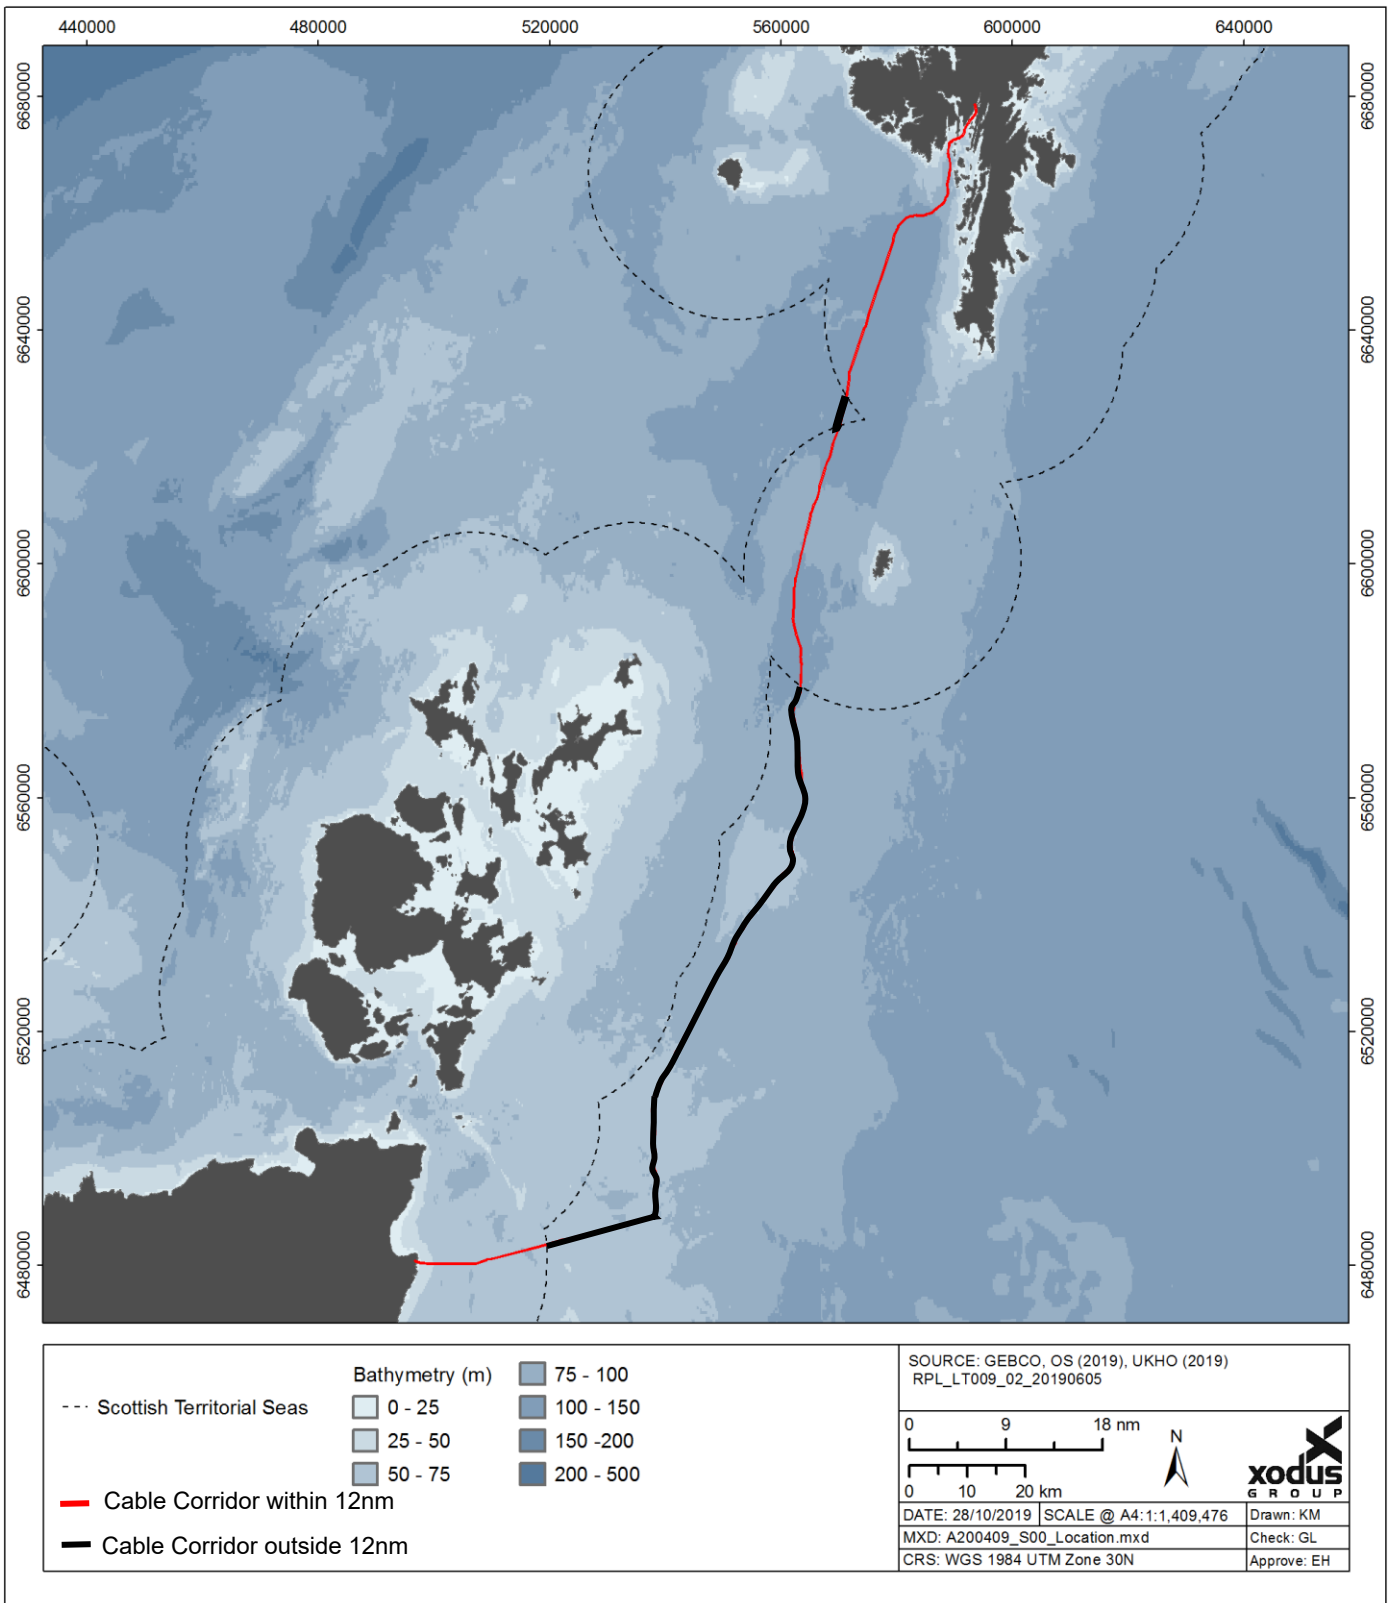 440000 480000 520000 560000 600000 640000
6680000 6680000
6640000 6640000
6600000 6600000
6560000 6560000
6520000 6520000
6480000 6480000
Scottish Territorial Seas
Cable Corridor within 12nm
Cable Corridor outside 12nm
Bathymetry (m)
0 - 25
25 - 50
50 - 75
75 - 100
100 - 150
150 -200
200 - 500
SOURCE: GEBCO, OS (2019), UKHO (2019)
RPL_LT009_02_20190605
0 9 18 nm
0 10 20 km
N
xodus
GROUP
DATE: 28/10/2019 SCALE @ A4:1:1,409,476 Drawn: KM
MXD: A200409_S00_Location.mxd Check: GL
CRS: WGS 1984 UTM Zone 30N Approve: EH